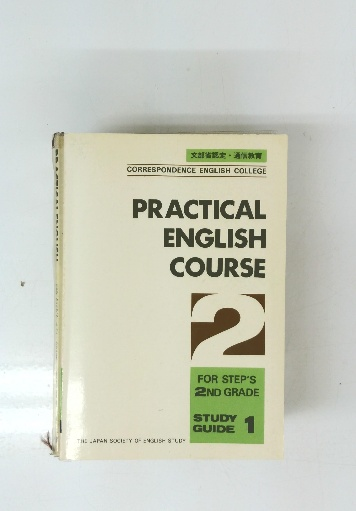 文部省認定・通信教育
CORRESPONDENCE ENGLISH COLLEGE
PRACTICAL
ENGLISH
COURSE
2
FOR STEP'S
2ND GRADE
STUDY
GUIDE 1
THE JAPAN SOCIETY OF ENGLISH STUDY